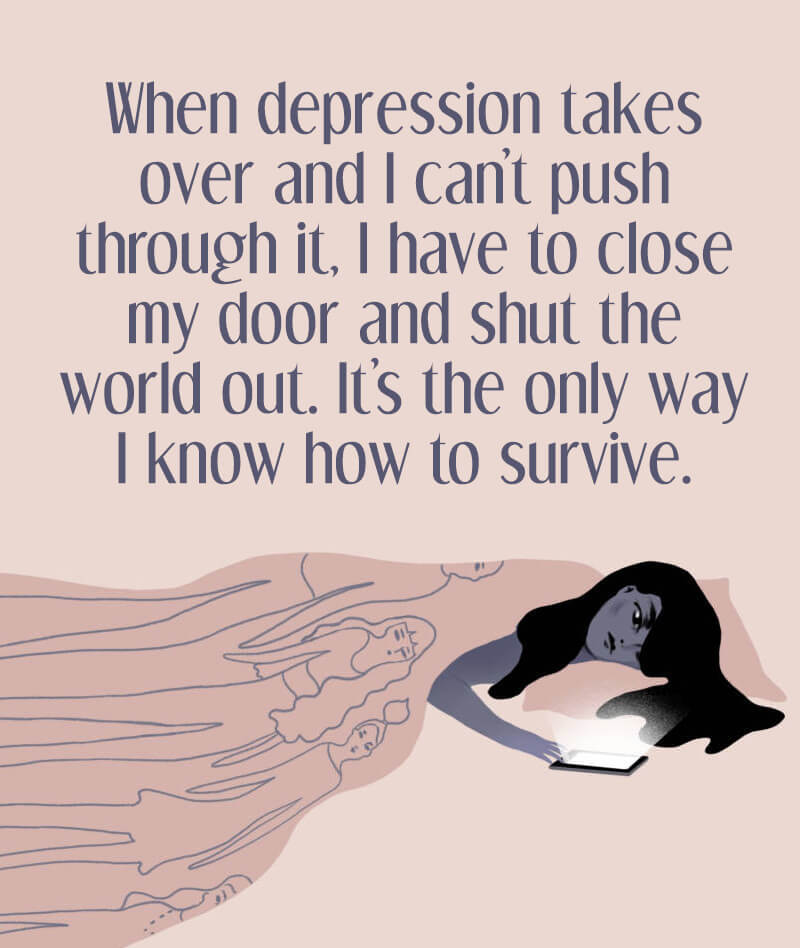 When depression takes
over and I can't push
through it, I have to close
my door and shut the
world out. It's the only way
I know how to survive.